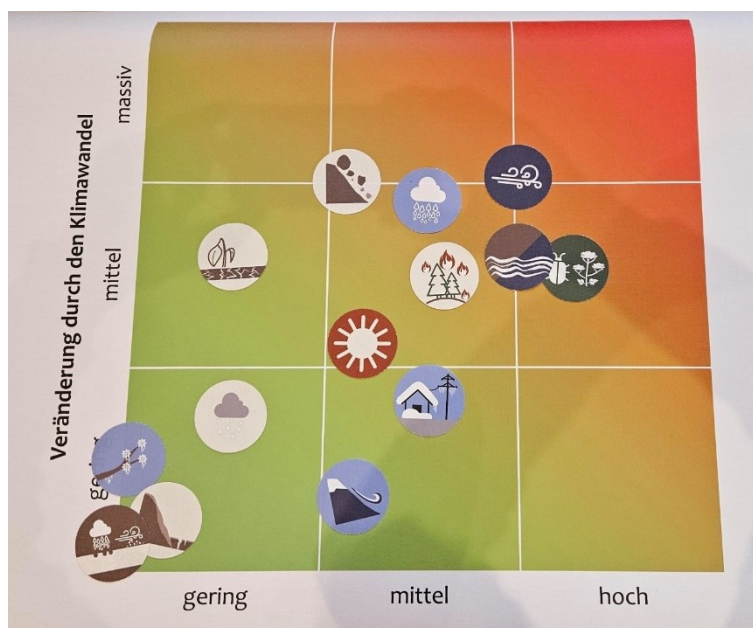 Veränderung durch den Klimawandel
massiv
mittel
gering mittel hoch